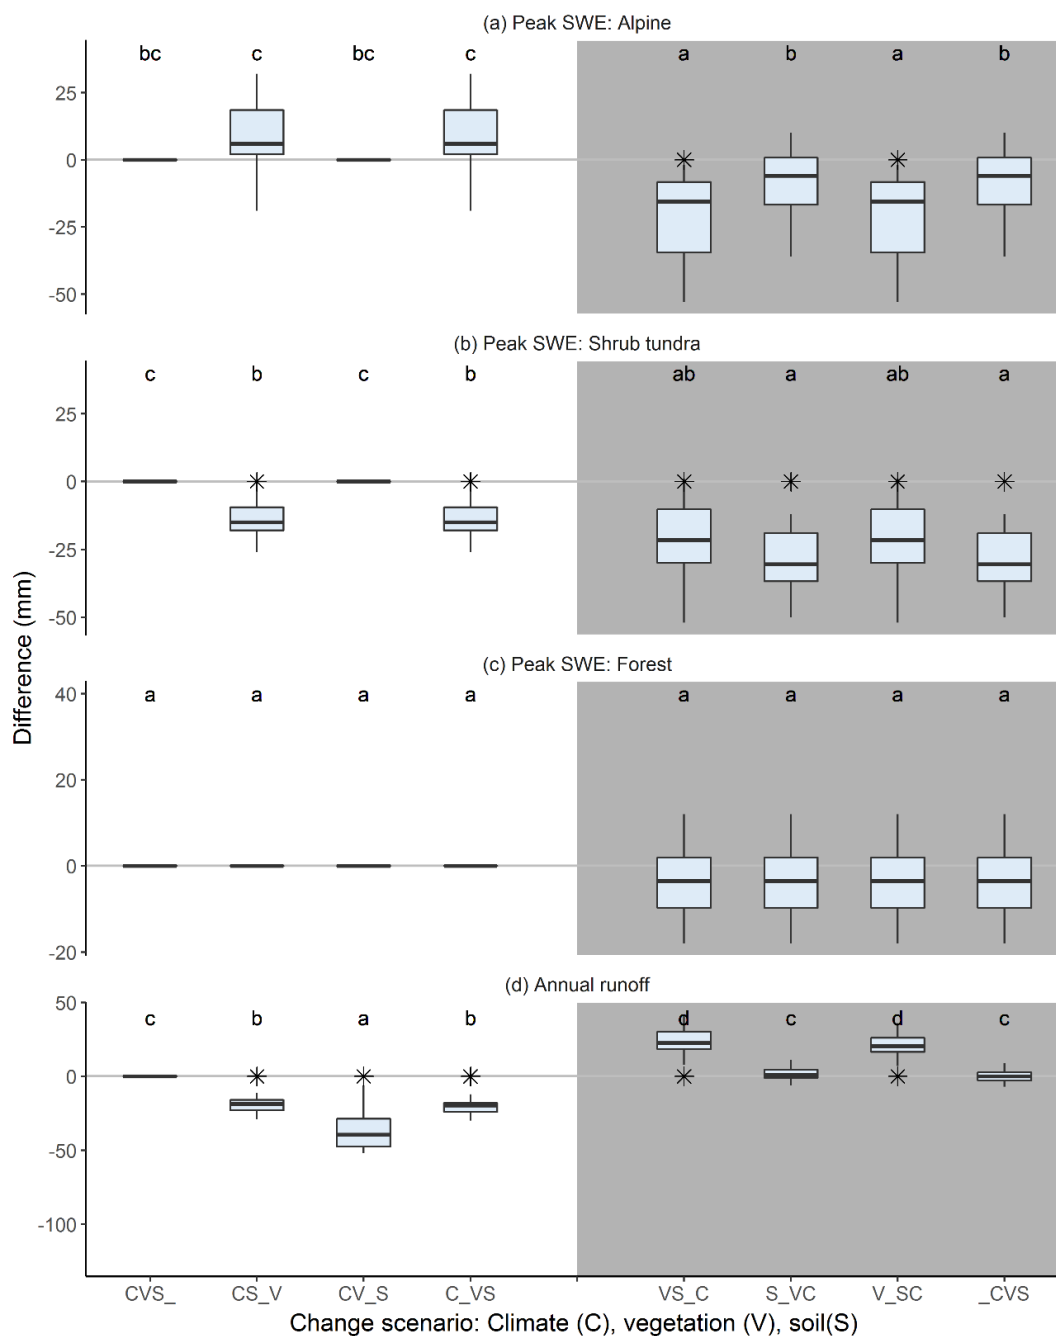 (a) Peak SWE: Alpine
bc c bc c a b a b
25
0
-25
-50
(b) Peak SWE: Shrub tundra
c b c b ab a ab a
25
0
-25
-50
(c) Peak SWE: Forest
40
a a a a a a a a
20
0
-20
Difference (mm)
(d) Annual runoff
50
c b a b d c d c
0
-50
-100
CVS_ CS_V CV_S C_VS VS_C S_VC V_SC _CVS
Change scenario: Climate (C), vegetation (V), soil(S)